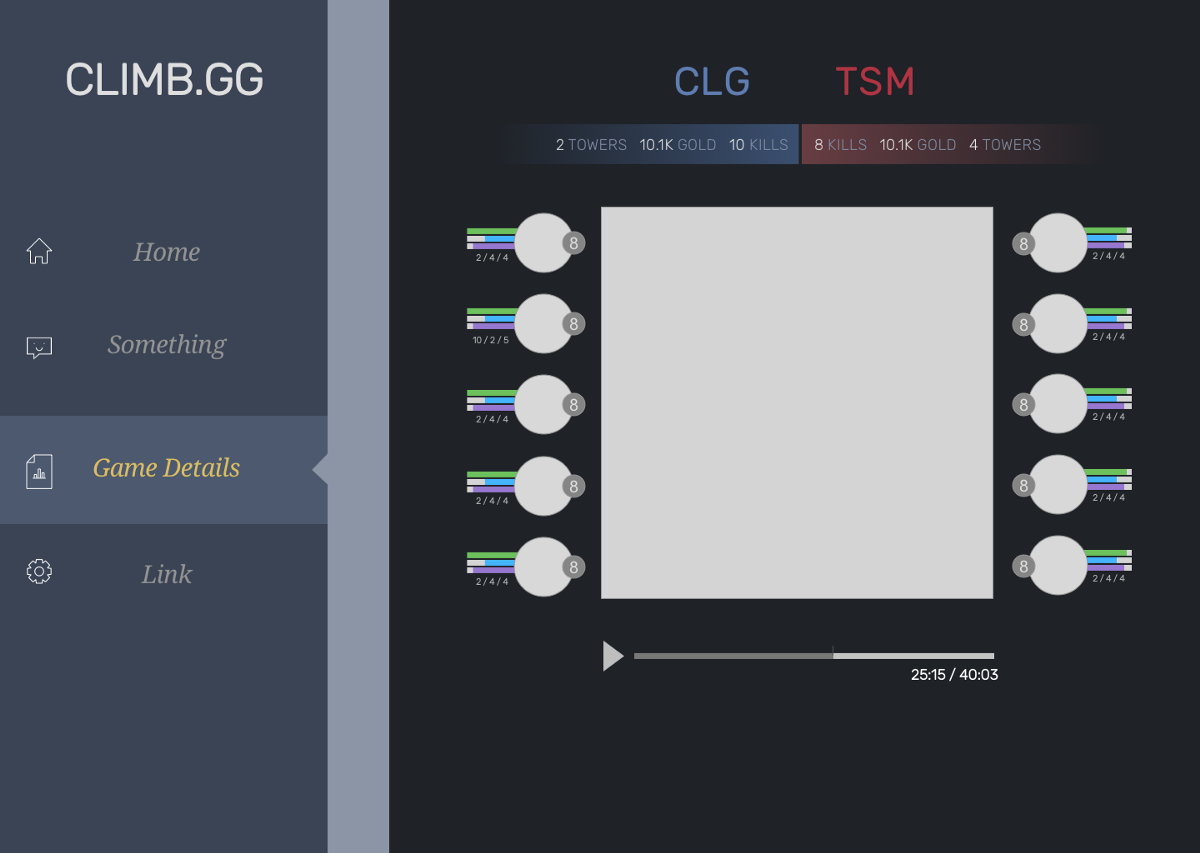 CLIMB.GG
Home
Something
Game Details
Link
CLG TSM
2 TOWERS 10.1K GOLD 10 KILLS 8 KILLS 10.1K GOLD 4 TOWERS
8 8
2 / 4 / 4 2 / 4 / 4
8 8
10 / 2 / 5 2 / 4 / 4
8 8
2 / 4 / 4 2 / 4 / 4
8 8
2 / 4 / 4 2 / 4 / 4
8 8
2 / 4 / 4 2 / 4 / 4
25:15 / 40:03